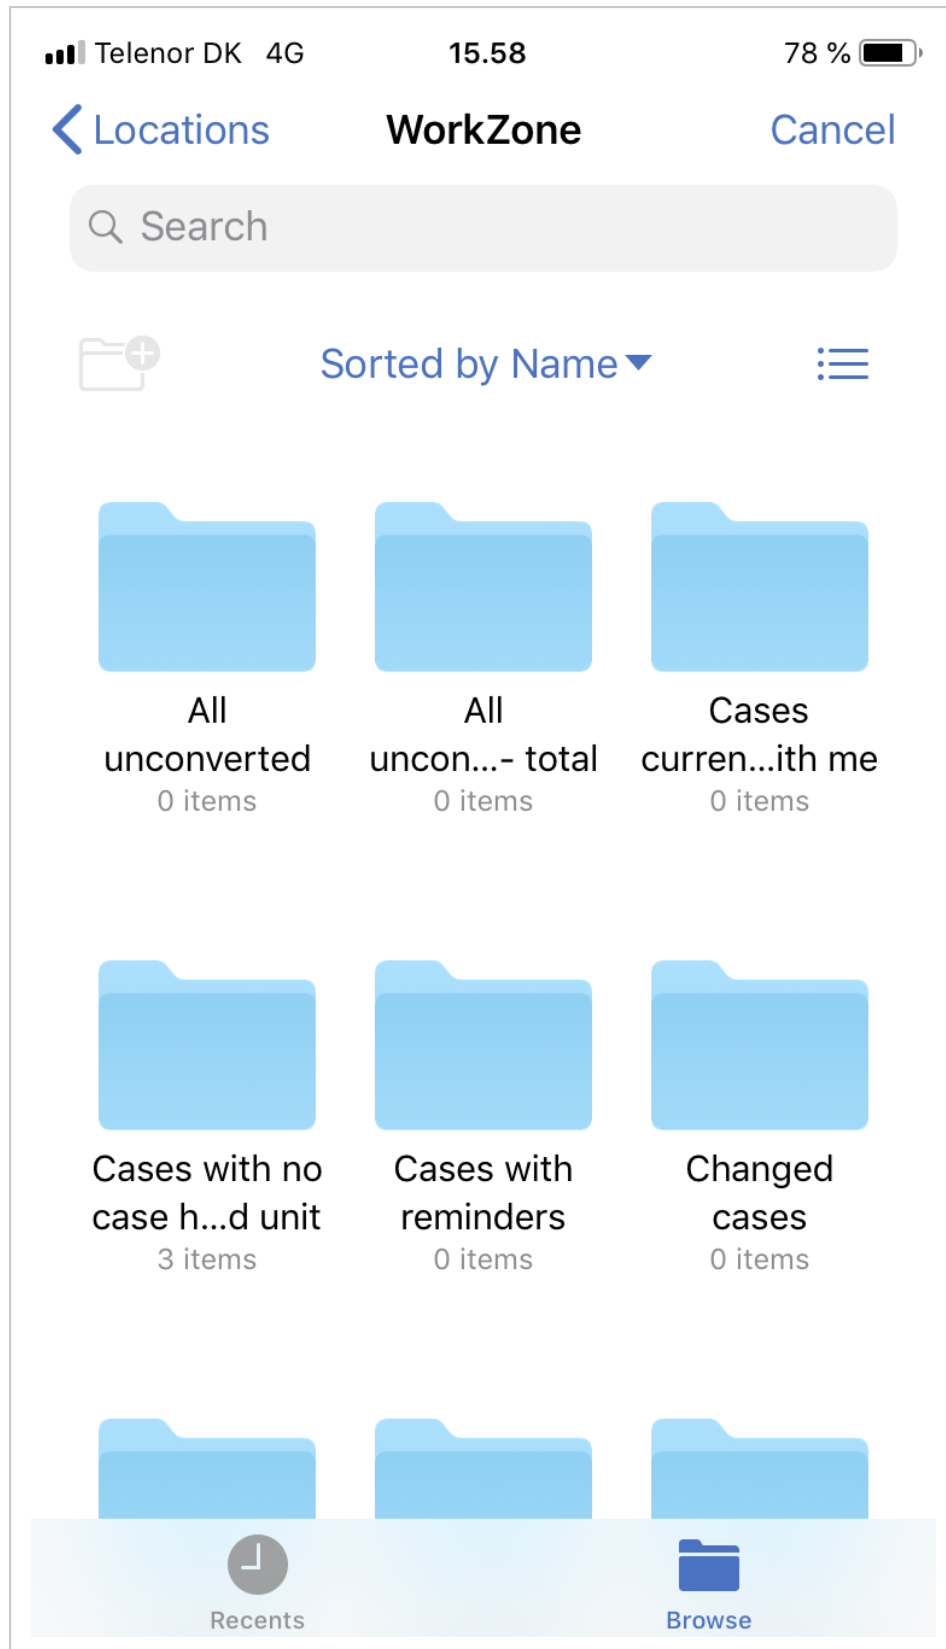 Telenor DK 4G 15.58 78 %
Locations WorkZone Cancel
Search
Sorted by Name
All All Cases
unconverted uncon...- total curren...ith me
0 items 0 items 0 items
Cases with no Cases with Changed
case h...d unit reminders cases
3 items 0 items 0 items
Recents Browse